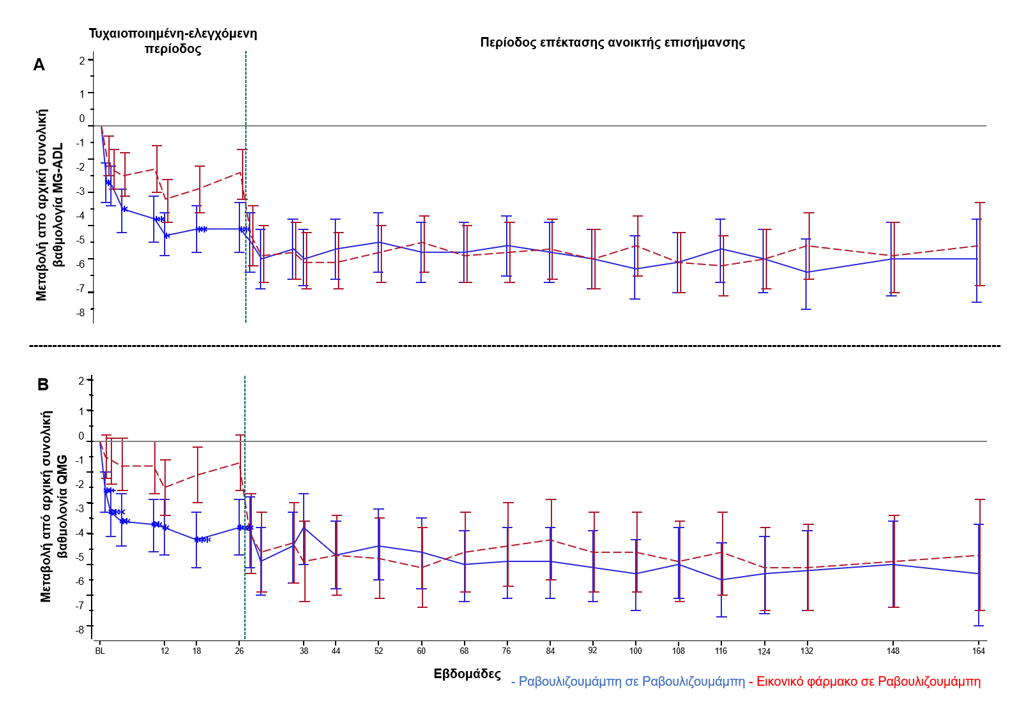 Τυχαιοποιημένη-ελεγχόμενη
περίοδος
Περίοδος επέκτασης ανοικτής επισήμανσης
A
Μεταβολή από αρχική συνολική
βαθμολογία MG-ADL
2
1
0
-1
-2
-3
-4
-5
-6
-7
-8
B
Μεταβολή από αρχική συνολική
βαθμολογία QMG
2
1
0
-1
-2
-3
-4
-5
-6
-7
-8
BL 12 18 26 38 44 52 60 68 76 84 92 100 108 116 124 132 148 164
Εβδομάδες
- Ραβουλιζουμάμπη σε Ραβουλιζουμάμπη - Εικονικό φάρμακο σε Ραβουλιζουμάμπη